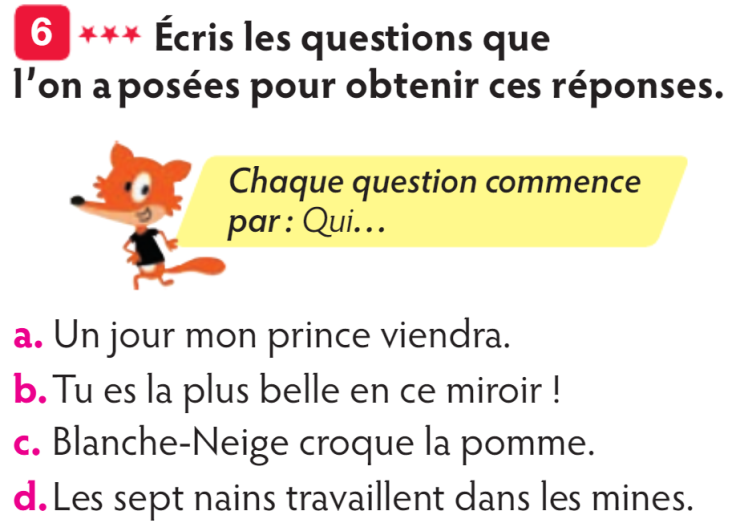 6 *** Écris les questions que
l'on a posées pour obtenir ces réponses.
Chaque question commence
par : Qui...
a. Un jour mon prince viendra.
b. Tu es la plus belle en ce miroir !
c. Blanche-Neige croque la pomme.
d. Les sept nains travaillent dans les mines.